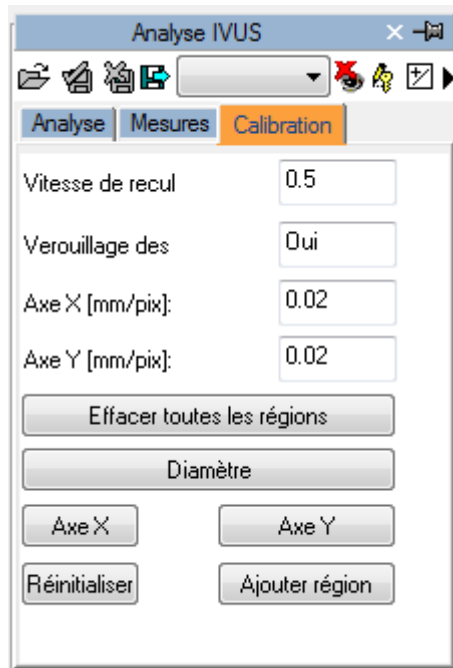 Analyse IVUS
Analyse Mesures Calibration
Vitesse de recul 0.5
Verouillage des Oui
Axe X [mm/pix]: 0.02
Axe Y [mm/pix]: 0.02
Effacer toutes les régions
Diamètre
Axe X Axe Y
Réinitialiser Ajouter région